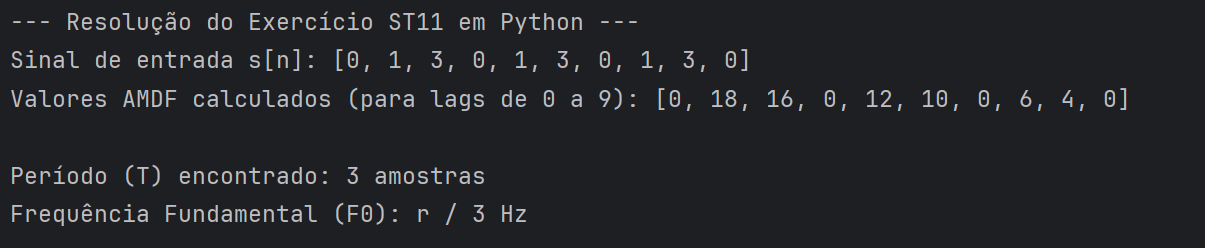 --- Resolução do Exercício ST11 em Python ---
Sinal de entrada s[n]: [0, 1, 3, 0, 1, 3, 0, 1, 3, 0]
Valores AMDF calculados (para lags de 0 a 9): [0, 18, 16, 0, 12, 10, 0, 6, 4, 0]
Período (T) encontrado: 3 amostras
Frequência Fundamental (F0): r / 3 Hz